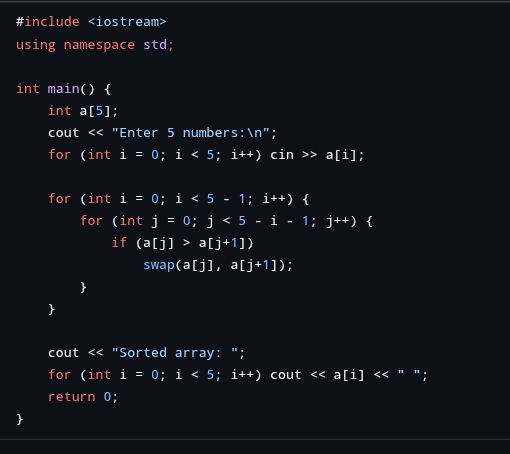 #include <iostream>
using namespace std;

int main() {
    int a[5];
    cout << "Enter 5 numbers:\n";
    for (int i = 0; i < 5; i++) cin >> a[i];

    for (int i = 0; i < 5 - 1; i++) {
        for (int j = 0; j < 5 - i - 1; j++) {
            if (a[j] > a[j+1])
                swap(a[j], a[j+1]);
        }
    }

    cout << "Sorted array: ";
    for (int i = 0; i < 5; i++) cout << a[i] << " ";
    return 0;
}